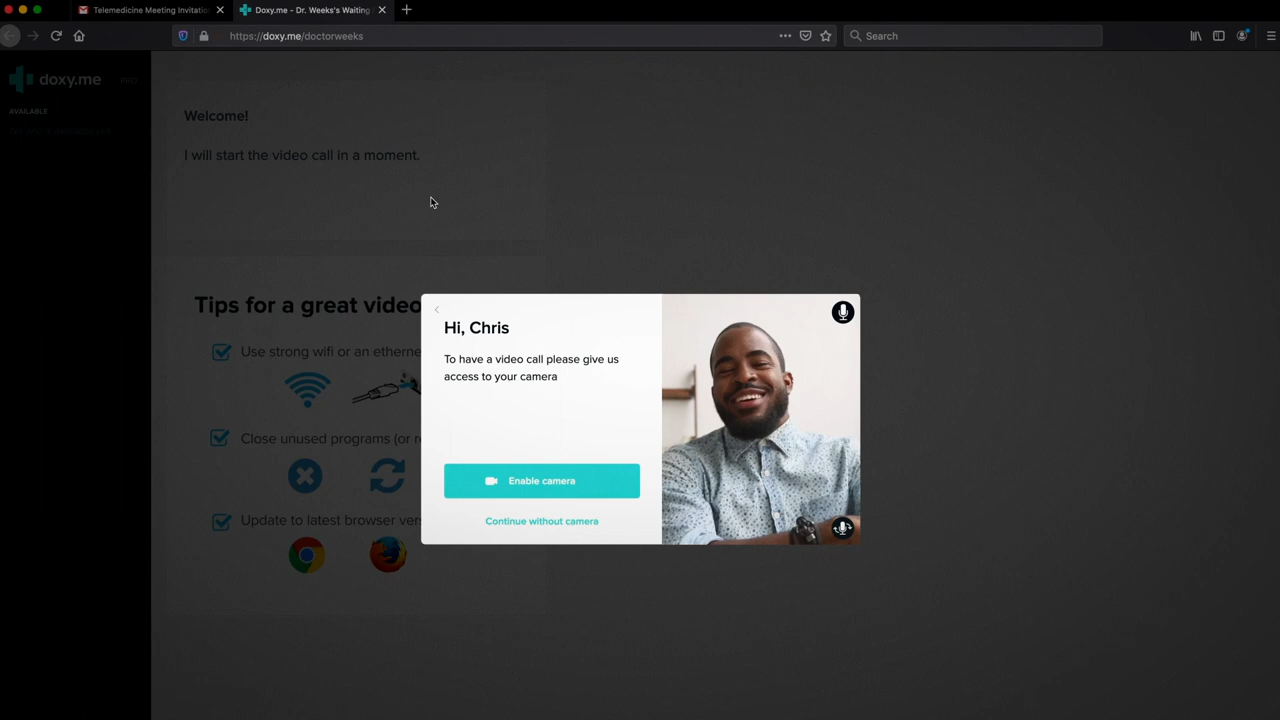 Telemedicine Meeting Invitation
Doxy.me - Dr. Weeks's Waiting
https://doxy.me/doctorweeks
Search
doxy.me
PRO
AVAILABLE
Welcome!
I will start the video call in a moment.
Tips for a great video
Use strong wifi or an etherne
Close unused programs (or re
Update to latest browser vers
Hi, Chris
To have a video call please give us
access to your camera
Enable camera
Continue without camera